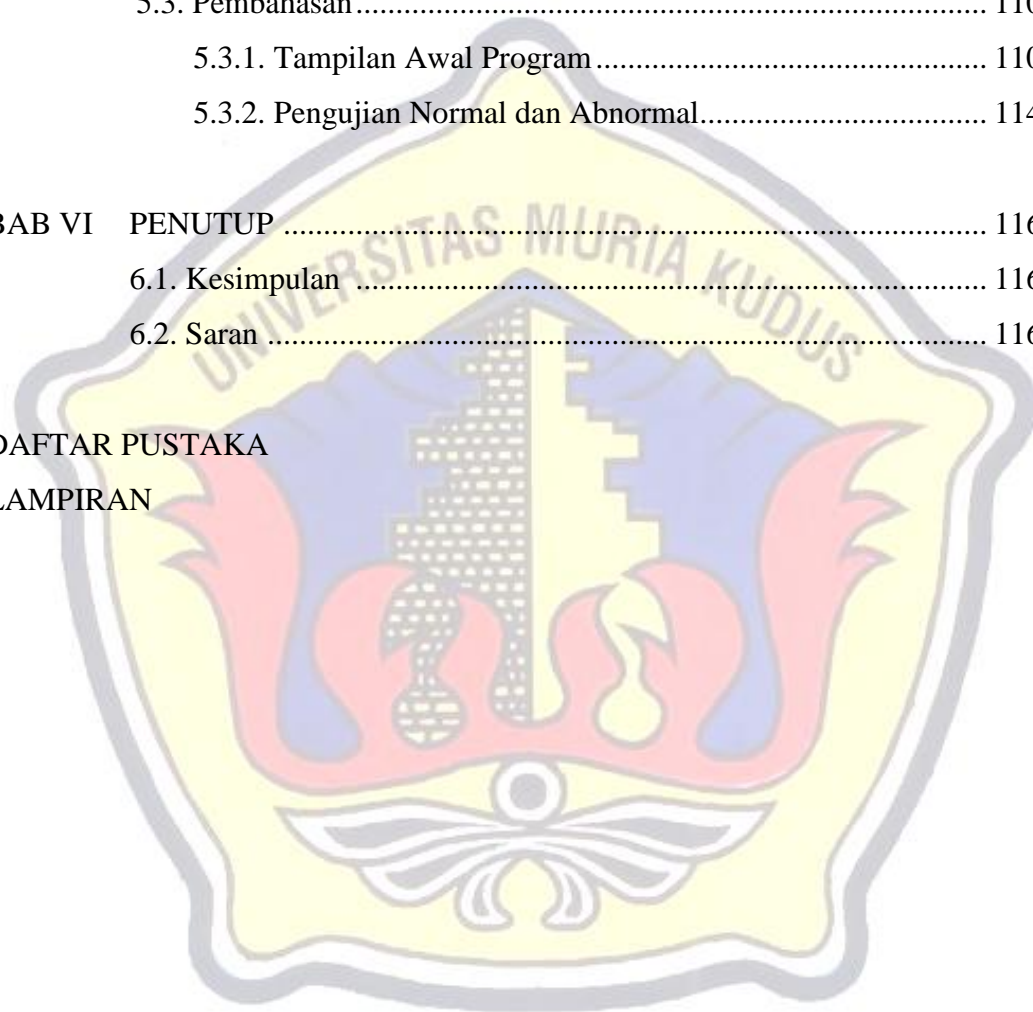 5.3. Pembahasan ........................................................................................ 110
5.3.1. Tampilan Awal Program ...................................................... 110
5.3.2. Pengujian Normal dan Abnormal........................................ 114
BAB VI PENUTUP .................................................................................................. 116
6.1. Kesimpulan ........................................................................................ 116
6.2. Saran .................................................................................................... 116
DAFTAR PUSTAKA
LAMPIRAN
UNIVERSITAS MURIA KUDUS